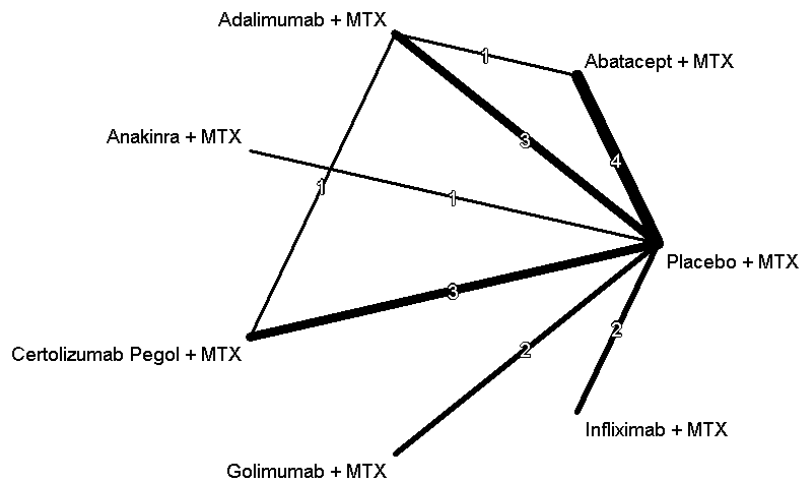 Adalimumab + MTX
1
Abatacept + MTX
Anakinra + MTX
3
4
1
1
Placebo + MTX
3
Certolizumab Pegol + MTX
2
2
Infliximab + MTX
Golimumab + MTX